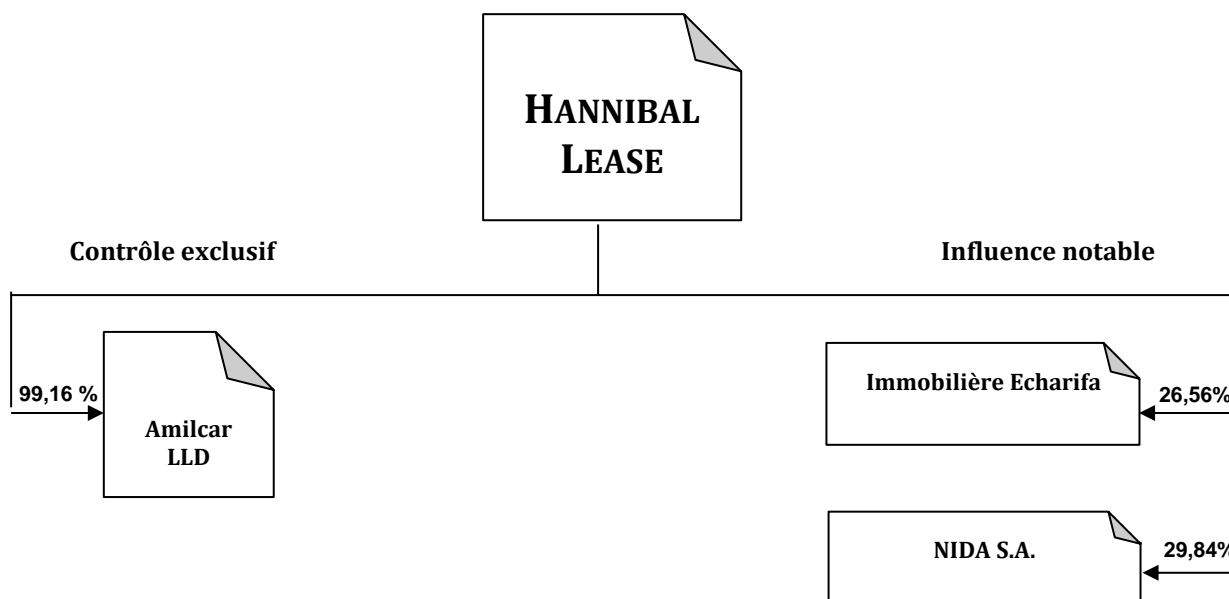 HANNIBAL
LEASE
Contrôle exclusif
Influence notable
99,16 %
Amilcar
LLD
Immobilière Echarifa
26,56%
NIDA S.A.
29,84%